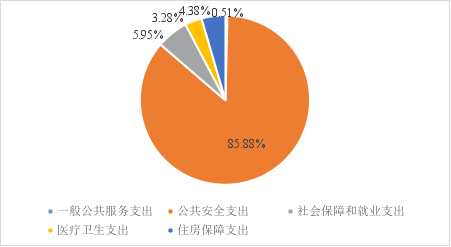 4.38% 0.51%
3.28%
5.95%
85.88%
一般公共服务支出 公共安全支出 社会保障和就业支出
医疗卫生支出 住房保障支出